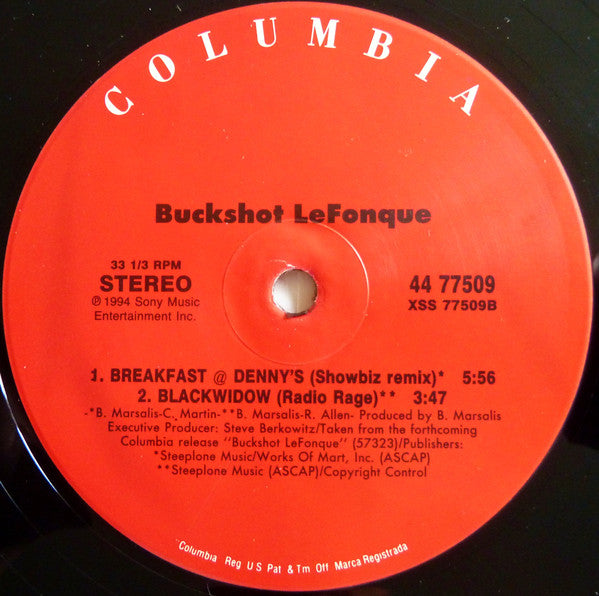 COLUMBIA
Buckshot LeFonque
33 1/3 RPM
STEREO
℗ 1994 Sony Music
Entertainment Inc.
44 77509
XSS 77509B
1. BREAKFAST @ DENNY'S (Showbiz remix)* 5:56
2. BLACKWIDOW (Radio Rage)** 3:47
-*B. Marsalis-C. Martin-**B. Marsalis-R. Allen- Produced by B. Marsalis
Executive Producer: Steve Berkowitz/Taken from the forthcoming
Columbia release "Buckshot LeFonque" (57323)/Publishers:
*Steeplone Music/Works Of Mart, Inc. (ASCAP)
**Steeplone Music (ASCAP)/Copyright Control
Columbia Reg U S Pat & Tm Off Marca Registrada